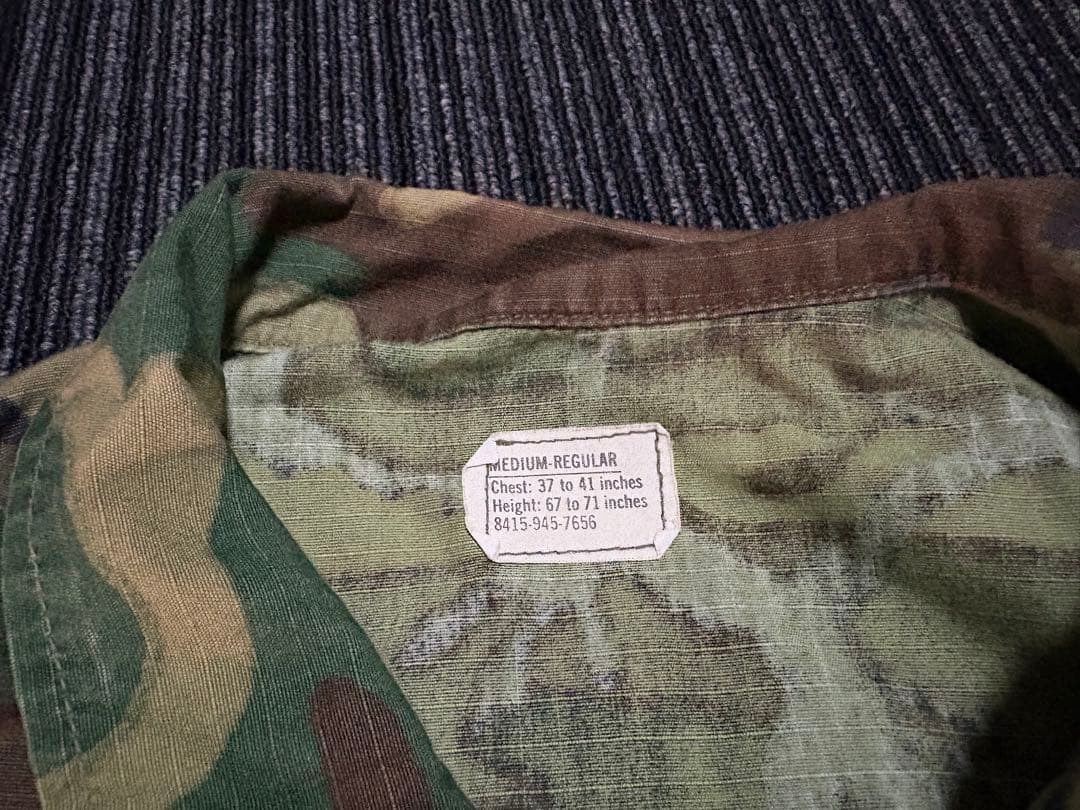 MEDIUM-REGULAR
Chest: 37 to 41 inches
Height: 67 to 71 inches
8415-945-7656